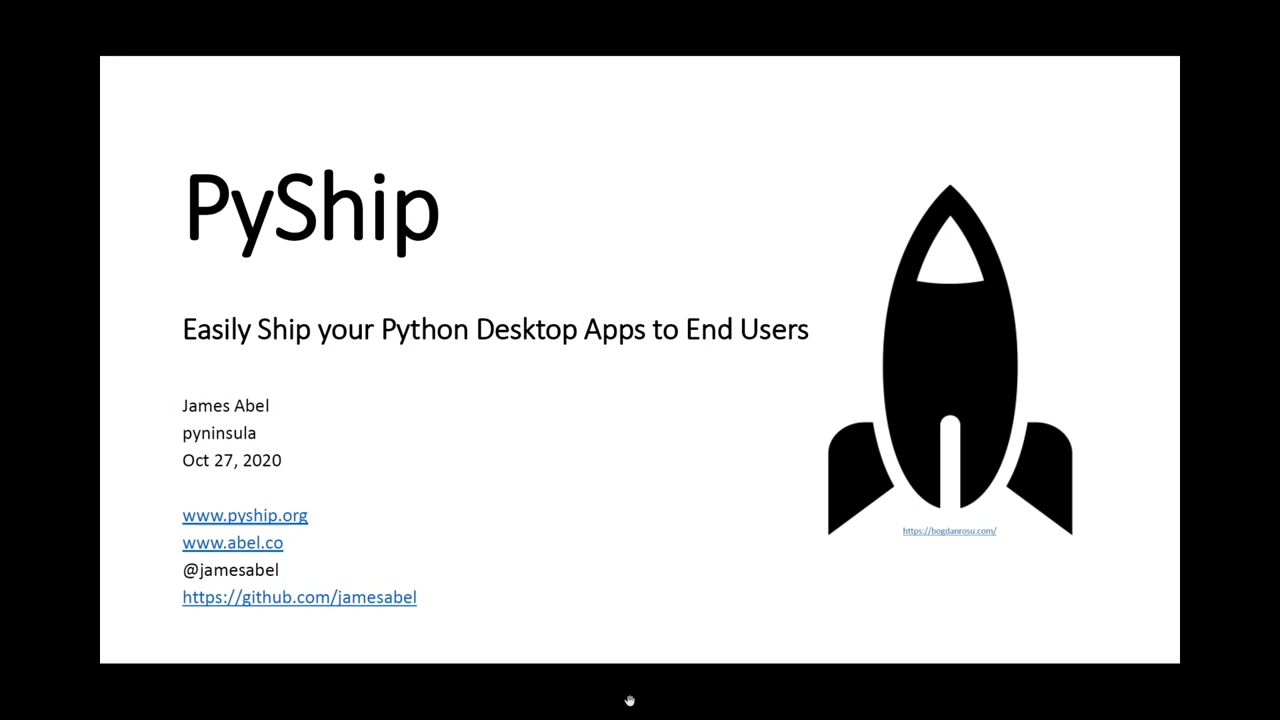 PyShip
Easily Ship your Python Desktop Apps to End Users
James Abel
pyninsula
Oct 27, 2020
www.pyship.org
www.abel.co
@jamesabel
https://github.com/jamesabel
https://bogdanrosu.com/